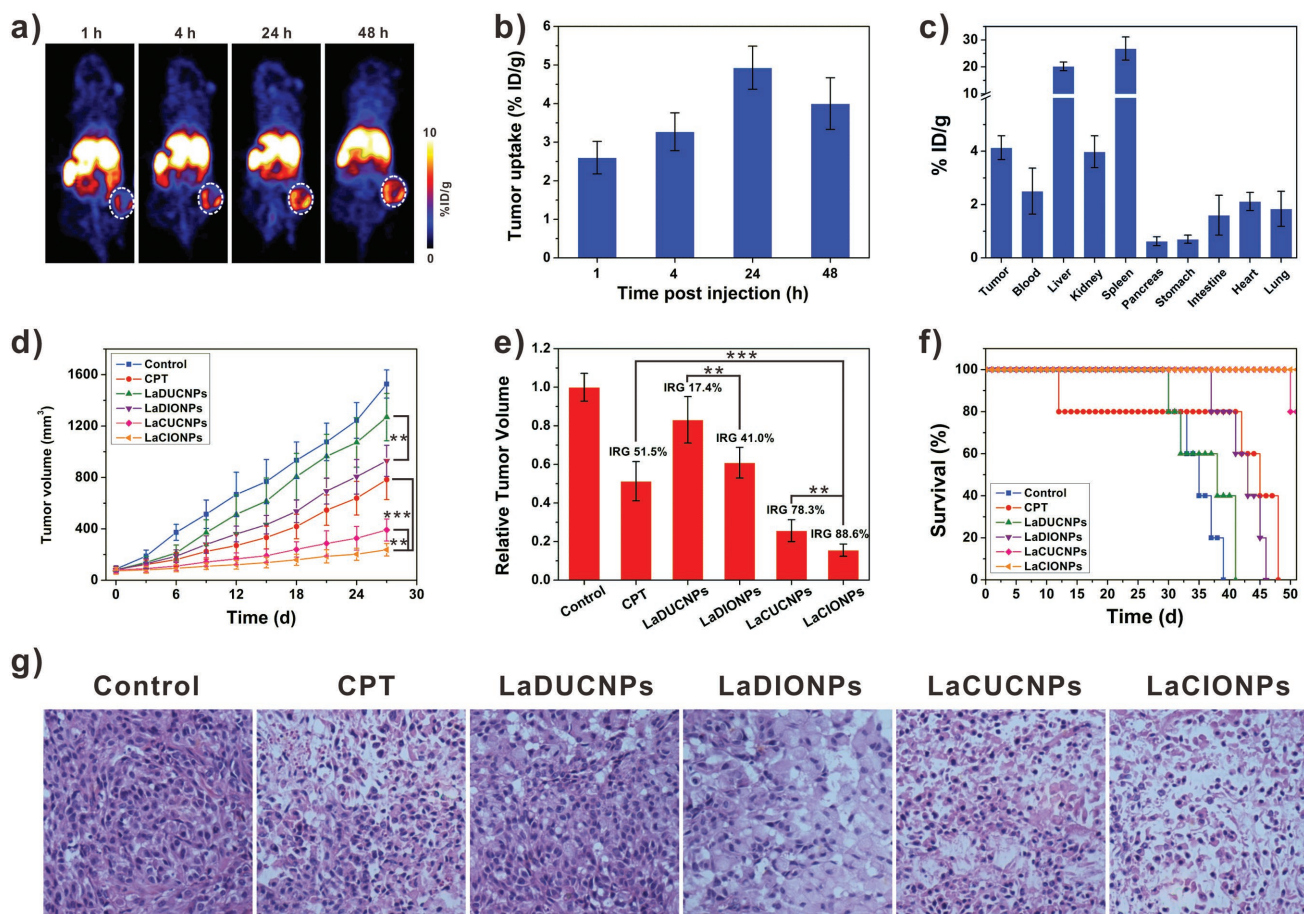 a)
1 h
4 h
24 h
48 h
10
%ID/g
0
b)
Tumor uptake (% ID/g)
6
5
4
3
2
1
0
1
4
24
48
Time post injection (h)
c)
% ID/g
30
20
10
4
2
0
Tumor
Blood
Liver
Kidney
Spleen
Pancreas
Stomach
Intestine
Heart
Lung
d)
Tumor volume (mm³)
1600
1200
800
400
0
Control
CPT
LaDUCNPs
LaDIONPs
LaCUCNPs
LaCIONPs
**
***
**
0
6
12
18
24
30
Time (d)
e)
Relative Tumor Volume
1.2
1.0
0.8
0.6
0.4
0.2
0.0
***
**
IRG 17.4%
IRG 51.5%
IRG 41.0%
**
IRG 78.3%
IRG 88.6%
Control
CPT
LaDUCNPs
LaDIONPs
LaCUCNPs
LaCIONPs
f)
Survival (%)
100
80
60
40
20
0
Control
CPT
LaDUCNPs
LaDIONPs
LaCUCNPs
LaCIONPs
0
5
10
15
20
25
30
35
40
45
50
Time (d)
g)
Control
CPT
LaDUCNPs
LaDIONPs
LaCUCNPs
LaCIONPs